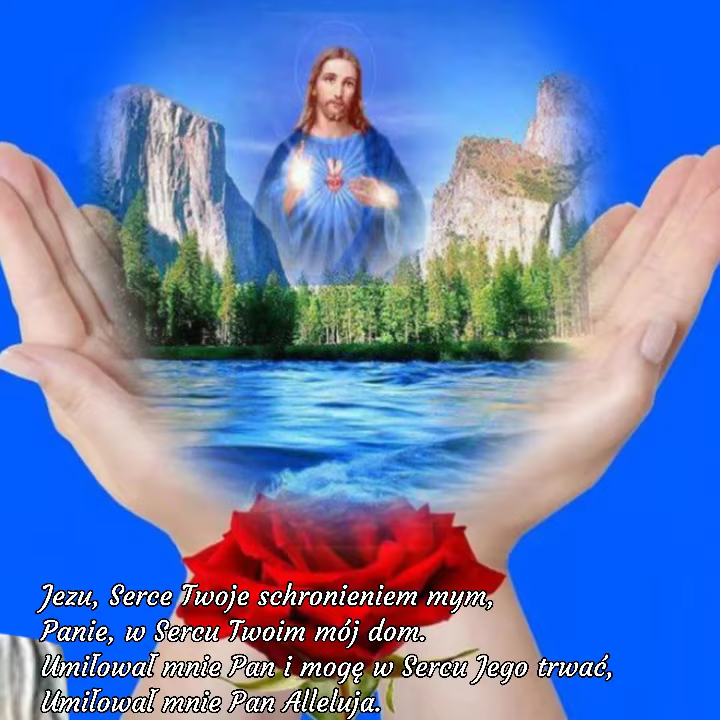 Jezu, Serce Twoje schronieniem mym,
Panie, w Sercu Twoim mój dom.
Umiłował mnie Pan i mogę w Sercu Jego trwać,
Umiłował mnie Pan Alleluja.